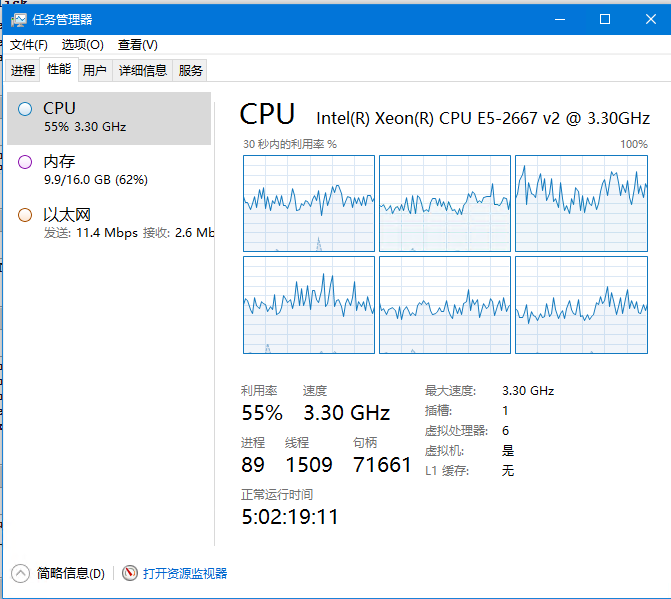 任务管理器
文件(F) 选项(O) 查看(V)
进程 性能 用户 详细信息 服务
CPU
55% 3.30 GHz
内存
9.9/16.0 GB (62%)
以太网
发送: 11.4 Mbps 接收: 2.6 Mb
CPU Intel(R) Xeon(R) CPU E5-2667 v2 @ 3.30GHz
30 秒内的利用率 % 100%
利用率 速度
55% 3.30 GHz
进程 线程 句柄
89 1509 71661
正常运行时间
5:02:19:11
最大速度: 3.30 GHz
插槽: 1
虚拟处理器: 6
虚拟机: 是
L1 缓存: 无
简略信息(D) 打开资源监视器